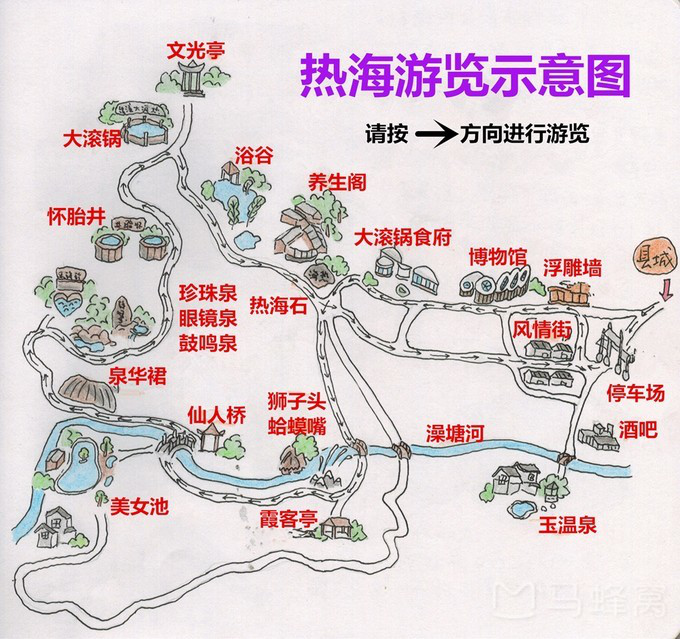 热海游览示意图
请按→方向进行游览
文光亭
大滚锅
浴谷
养生阁
怀胎井
大滚锅食府
博物馆
浮雕墙
县城
珍珠泉
眼镜泉
鼓鸣泉
热海石
热海
风情街
泉华裙
停车场
仙人桥
狮子头
蛤蟆嘴
澡塘河
酒吧
美女池
霞客亭
玉温泉
马蜂窝